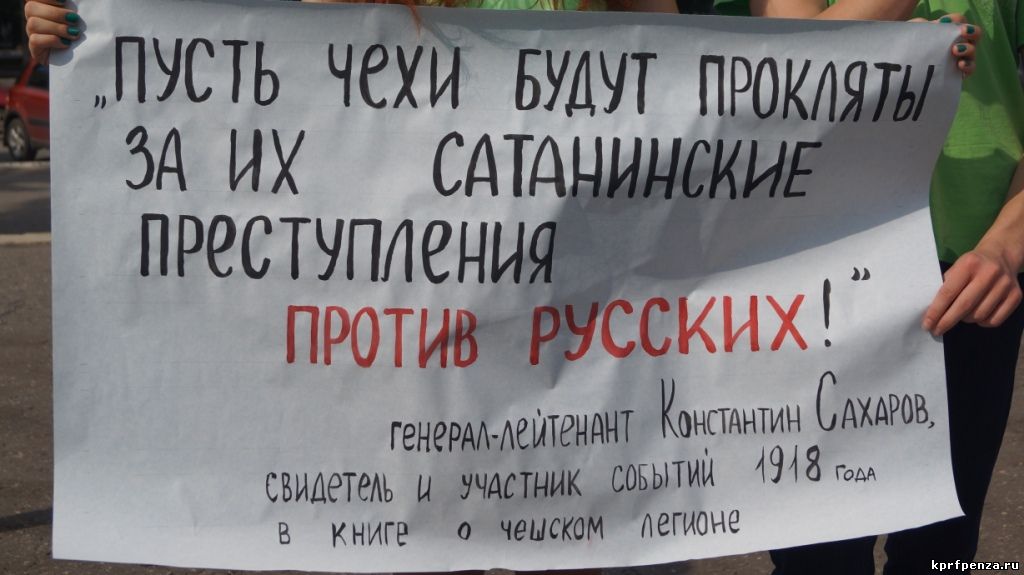 „ПУСТЬ ЧЕХИ БУДУТ ПРОКЛЯТЫ
ЗА ИХ САТАНИНСКИЕ
ПРЕСТУПЛЕНИЯ
ПРОТИВ РУССКИХ!"
генерал-лейтенант Константин Сахаров,
свидетель и участник событий 1918 года
в книге о чешском легионе
kprfpenza.ru